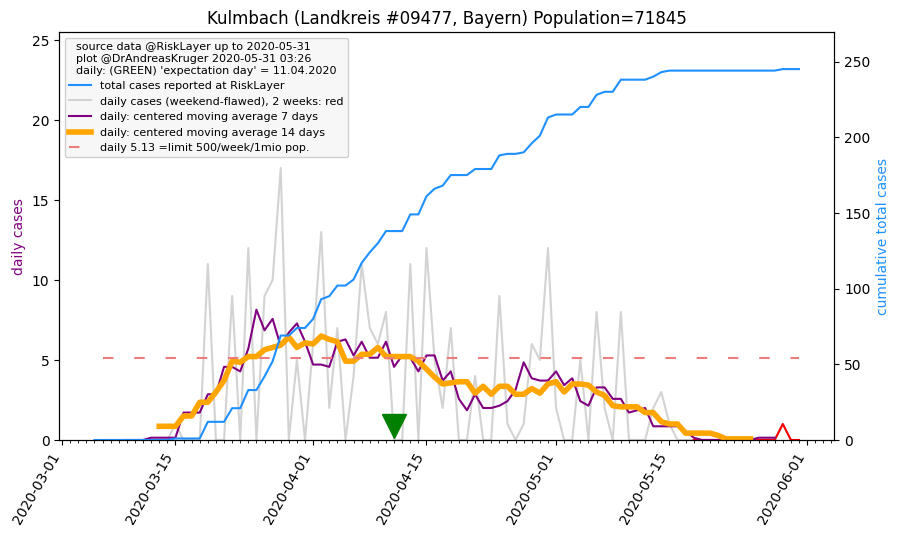 Kulmbach (Landkreis #09477, Bayern) Population=71845
source data @RiskLayer up to 2020-05-31
plot @DrAndreasKruger 2020-05-31 03:26
daily: (GREEN) 'expectation day' = 11.04.2020
total cases reported at RiskLayer
daily cases (weekend-flawed), 2 weeks: red
daily: centered moving average 7 days
daily: centered moving average 14 days
daily 5.13 =limit 500/week/1mio pop.
daily cases
25
20
15
10
5
0
cumulative total cases
250
200
150
100
50
0
2020-03-01
2020-03-15
2020-04-01
2020-04-15
2020-05-01
2020-05-15
2020-06-01